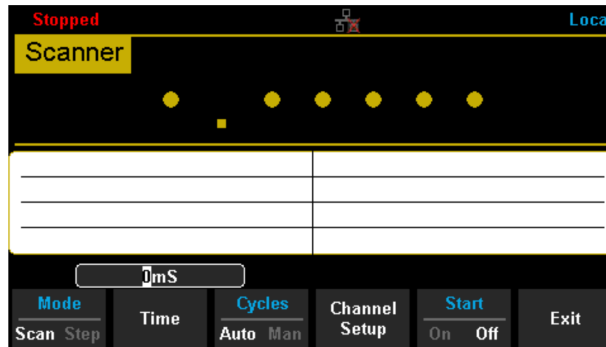 Stopped
Loca
Scanner
0mS
Mode
Scan Step
Time
Cycles
Auto Man
Channel
Setup
Start
On Off
Exit